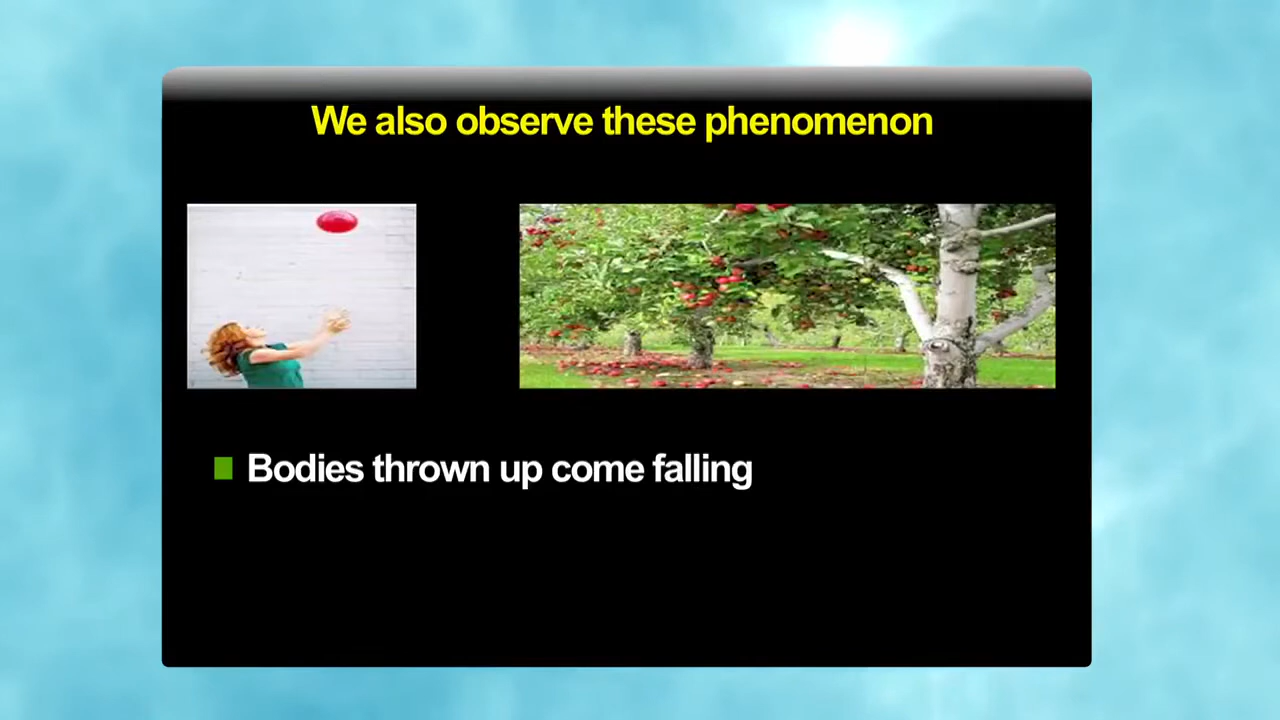 We also observe these phenomenon
Bodies thrown up come falling